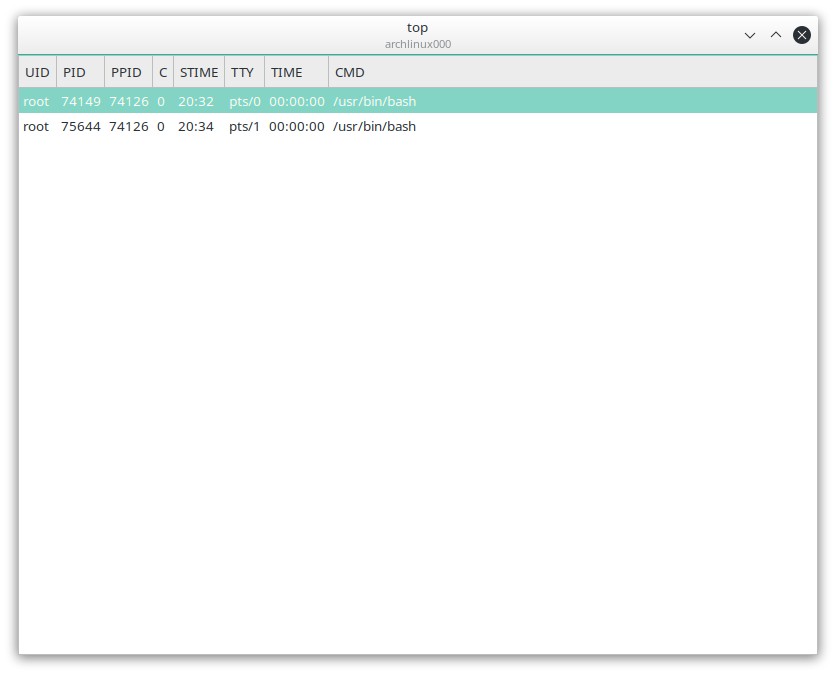 top
archlinux000
UID PID PPID C STIME TTY TIME CMD
root 74149 74126 0 20:32 pts/0 00:00:00 /usr/bin/bash
root 75644 74126 0 20:34 pts/1 00:00:00 /usr/bin/bash